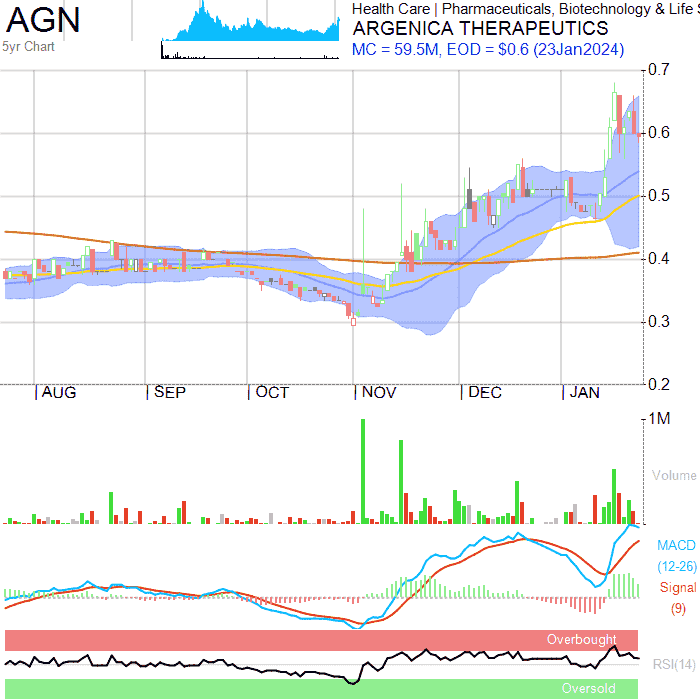 AGN
5yr Chart
Health Care | Pharmaceuticals, Biotechnology & Life S
ARGENICA THERAPEUTICS
MC = 59.5M, EOD = $0.6 (23Jan2024)
0.7
0.6
0.5
0.4
0.3
0.2
| AUG | SEP | OCT | NOV | DEC | JAN
1M
Volume
MACD
(12-26)
Signal
(9)
Overbought
RSI(14)
Oversold